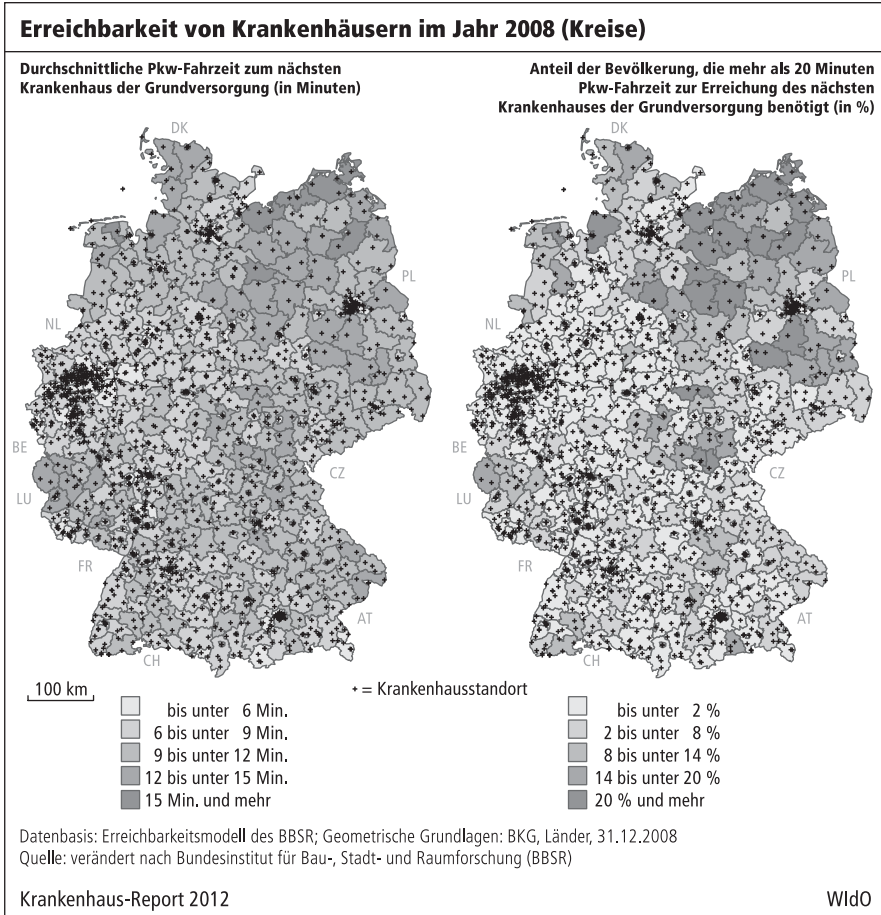 Erreichbarkeit von Krankenhäusern im Jahr 2008 (Kreise)
Durchschnittliche Pkw-Fahrzeit zum nächsten
Krankenhaus der Grundversorgung (in Minuten)
Anteil der Bevölkerung, die mehr als 20 Minuten
Pkw-Fahrzeit zur Erreichung des nächsten
Krankenhauses der Grundversorgung benötigt (in %)
DK
PL
NL
BE
LU
CZ
FR
AT
CH
DK
PL
NL
BE
LU
CZ
FR
AT
CH
100 km
+ = Krankenhausstandort
bis unter 6 Min.
6 bis unter 9 Min.
9 bis unter 12 Min.
12 bis unter 15 Min.
15 Min. und mehr
bis unter 2 %
2 bis unter 8 %
8 bis unter 14 %
14 bis unter 20 %
20 % und mehr
Datenbasis: Erreichbarkeitsmodell des BBSR; Geometrische Grundlagen: BKG, Länder, 31.12.2008
Quelle: verändert nach Bundesinstitut für Bau-, Stadt- und Raumforschung (BBSR)
Krankenhaus-Report 2012
WIdO